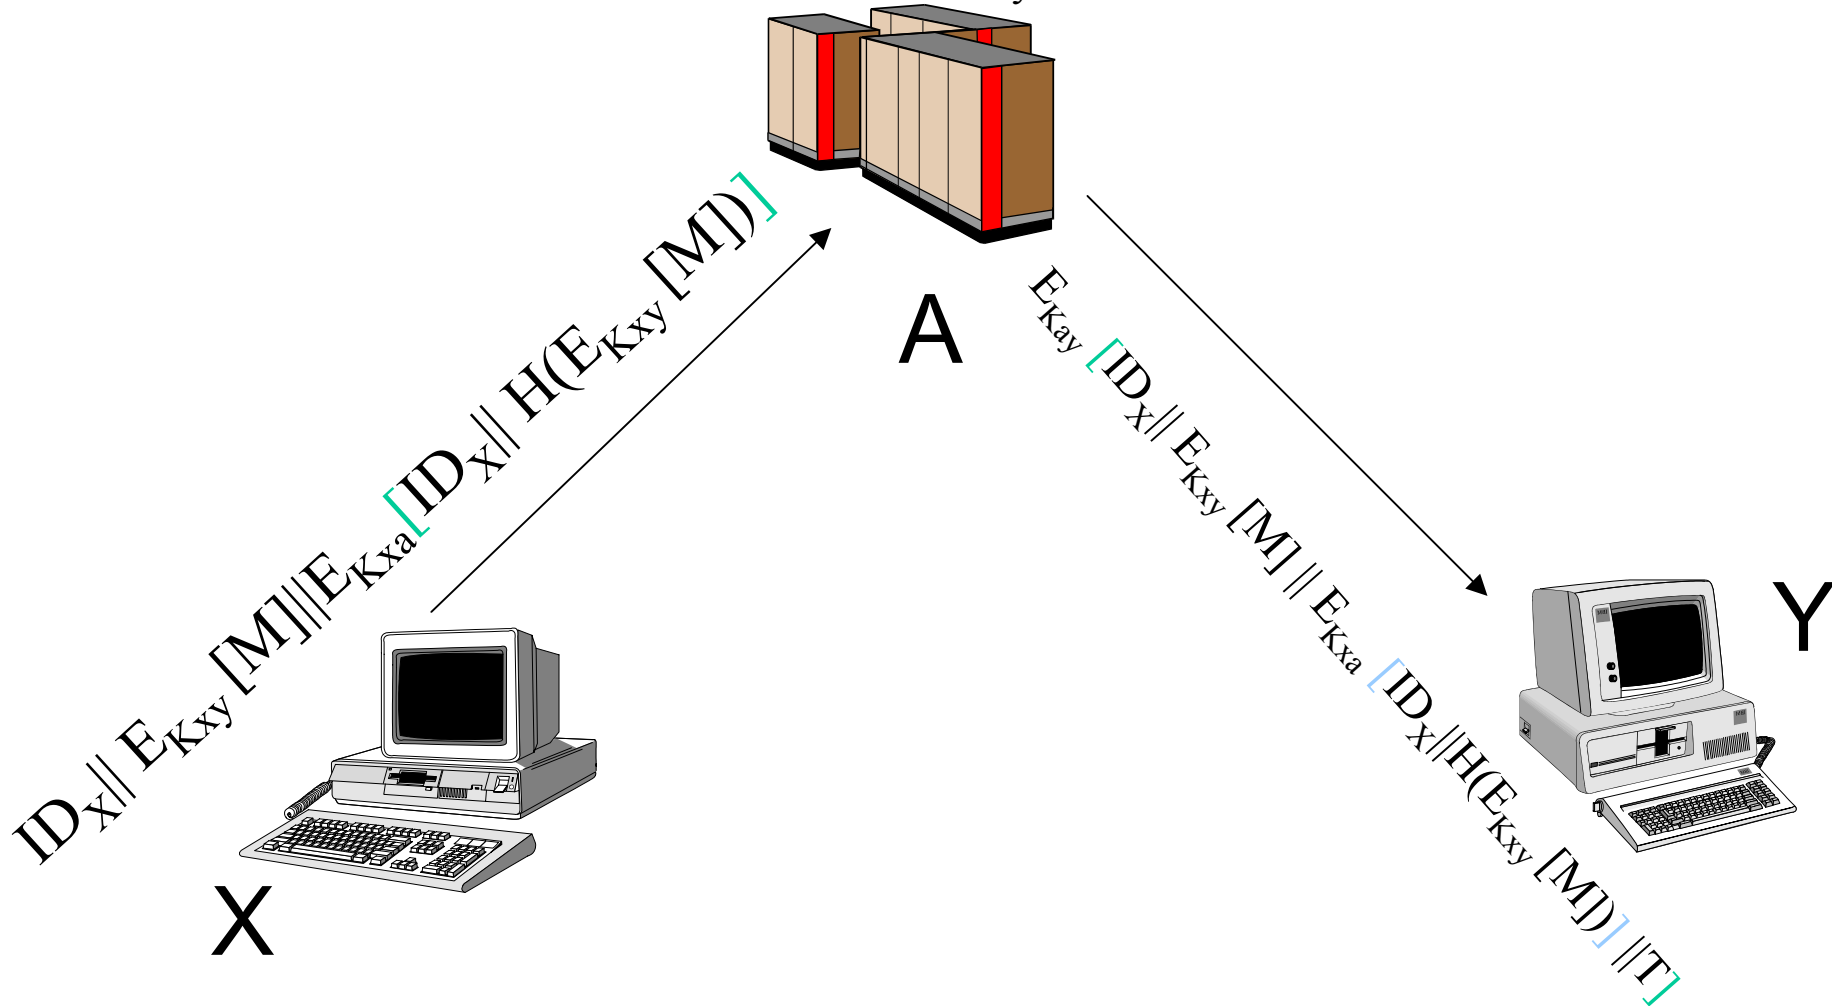 A
ID_X|| E_Kxy [M]||E_Kxa[ID_X|| H(E_Kxy [M])]
E_Kay [ID_X|| E_Kxy [M] || E_Kxa [ID_X||H(E_Kxy [M])] ||T]
X
Y